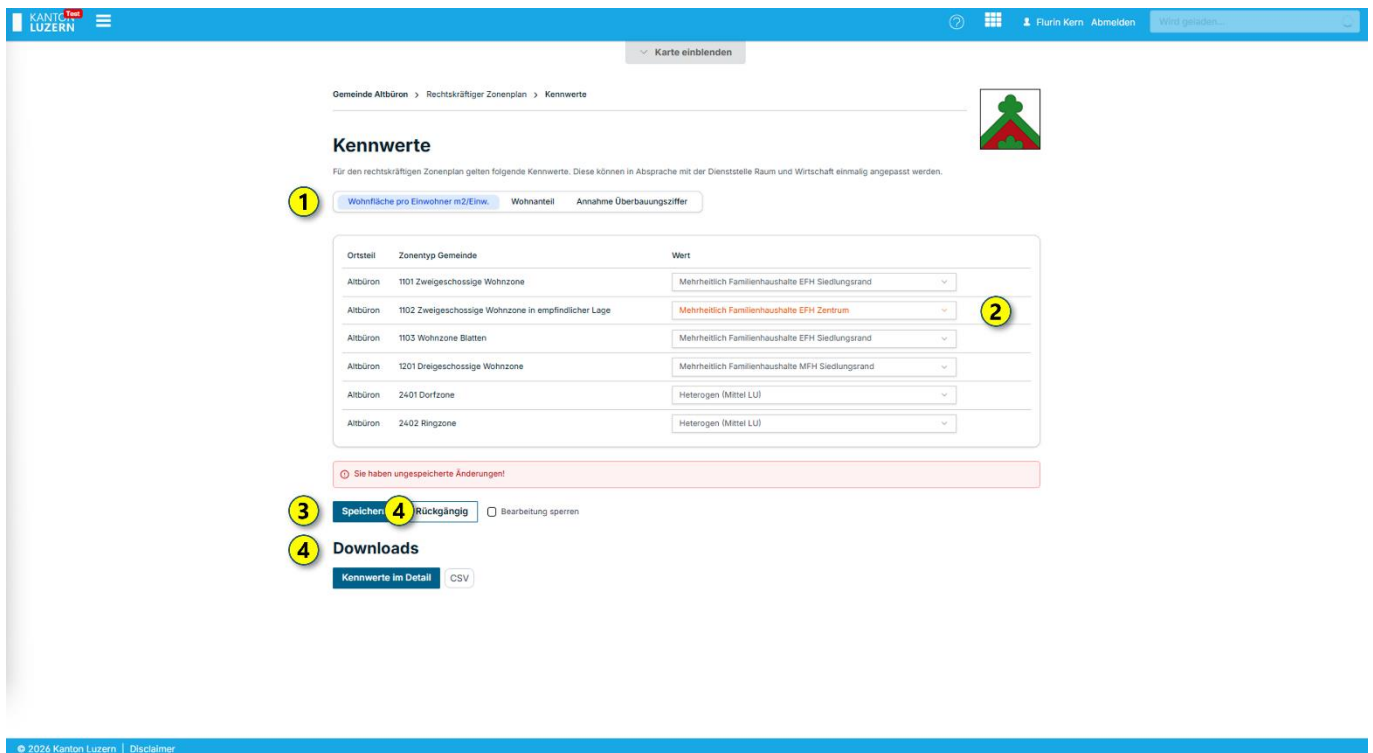 KANTON Test
LUZERN
Flurin Kern Abmelden Wird geladen...
Karte einblenden
Gemeinde Altbüron > Rechtskräftiger Zonenplan > Kennwerte
Kennwerte
Für den rechtskräftigen Zonenplan gelten folgende Kennwerte. Diese können in Absprache mit der Dienststelle Raum und Wirtschaft einmalig angepasst werden.
1 Wohnfläche pro Einwohner m2/Einw. Wohnanteil Annahme Überbauungsziffer
Ortsteil Zonentyp Gemeinde Wert
Altbüron 1101 Zweigeschossige Wohnzone Mehrheitlich Familienhaushalte EFH Siedlungsrand
Altbüron 1102 Zweigeschossige Wohnzone in empfindlicher Lage Mehrheitlich Familienhaushalte EFH Zentrum 2
Altbüron 1103 Wohnzone Blatten Mehrheitlich Familienhaushalte EFH Siedlungsrand
Altbüron 1201 Dreigeschossige Wohnzone Mehrheitlich Familienhaushalte MFH Siedlungsrand
Altbüron 2401 Dorfzone Heterogen (Mittel LU)
Altbüron 2402 Ringzone Heterogen (Mittel LU)
Sie haben ungespeicherte Änderungen!
3 Speichern 4 Rückgängig Bearbeitung sperren
4 Downloads
Kennwerte im Detail CSV
© 2026 Kanton Luzern | Disclaimer